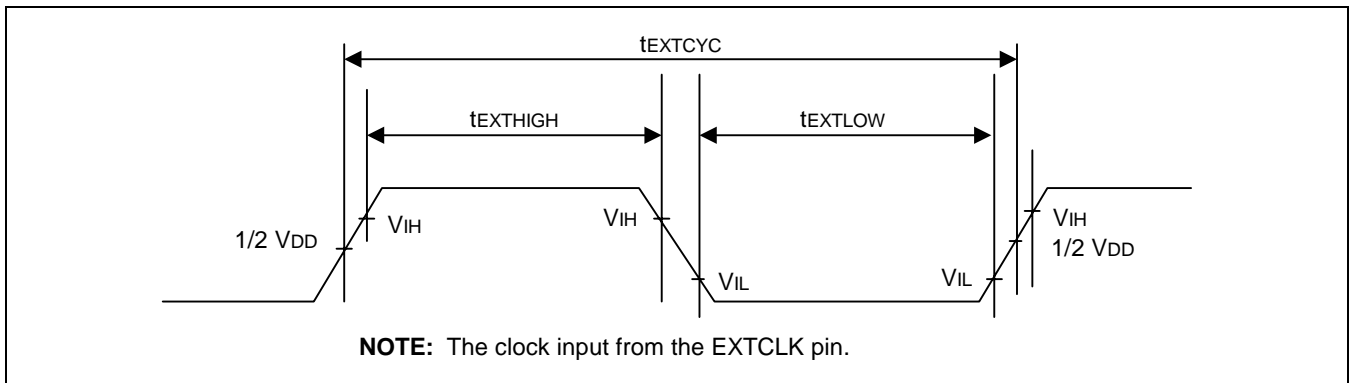 tEXTCYC
tEXTHIGH
tEXTLOW
VIH
VIH
VIH
1/2 VDD
1/2 VDD
VIL
VIL
NOTE: The clock input from the EXTCLK pin.